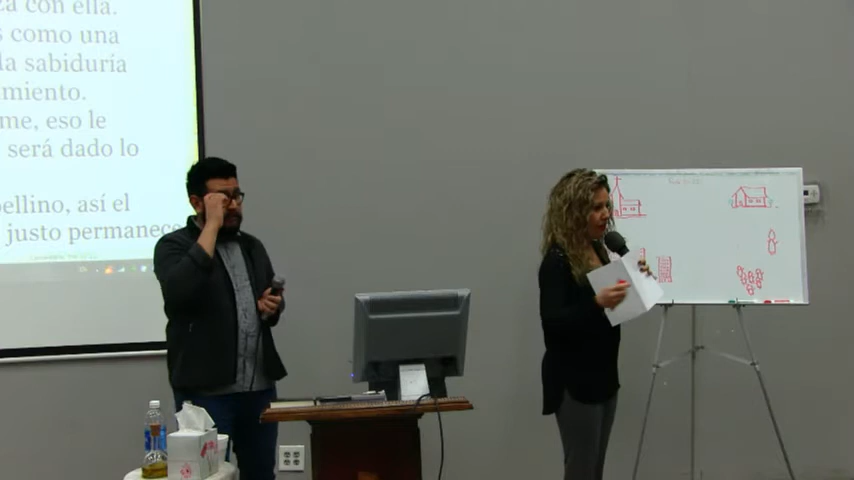 za con ella.
s como una
la sabiduría
miento.
me, eso le
será dado lo
bellino, así el
justo permanece